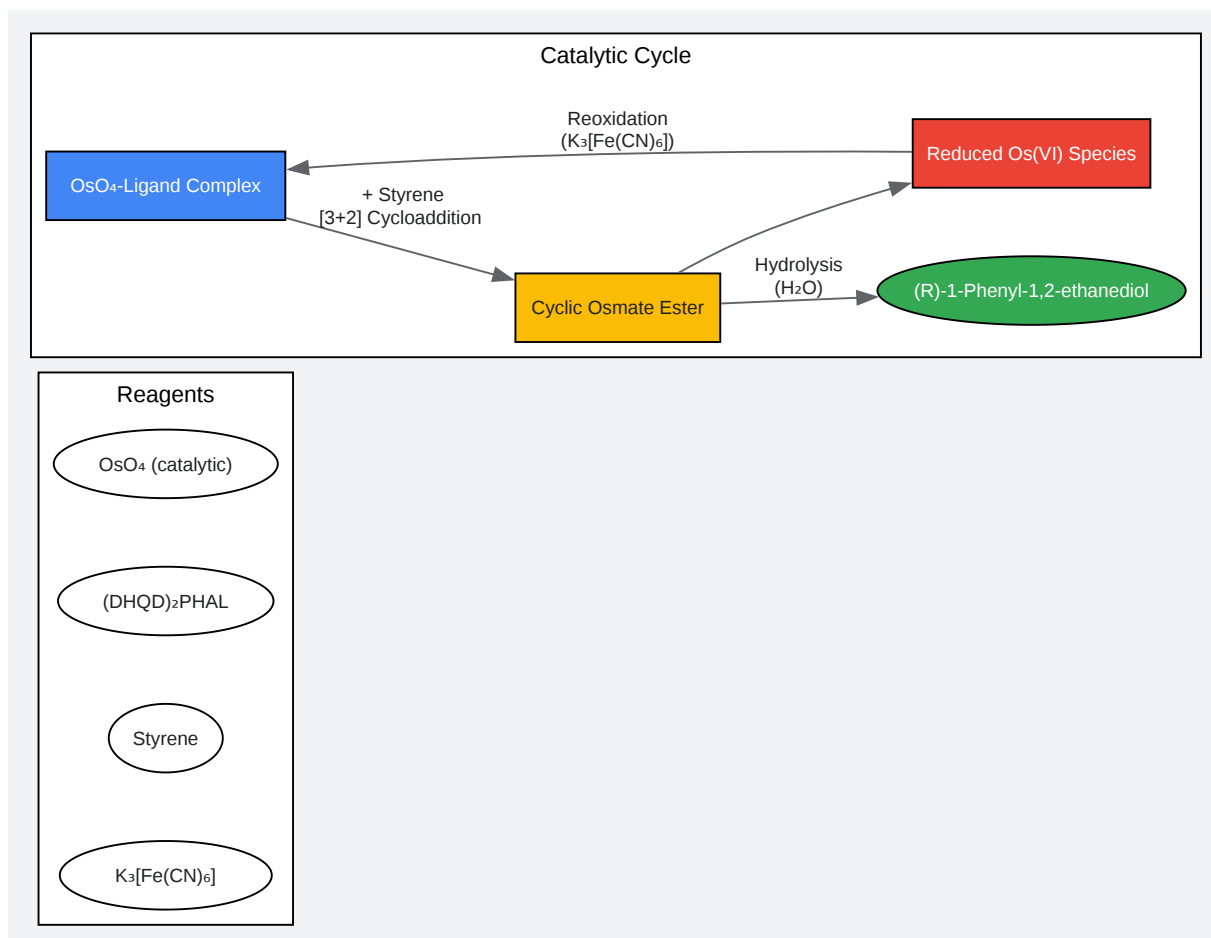 Catalytic Cycle
Reoxidation
(K₃[Fe(CN)₆])
Reduced Os(VI) Species
OsO₄-Ligand Complex
+ Styrene
[3+2] Cycloaddition
Hydrolysis
(H₂O)
(R)-1-Phenyl-1,2-ethanediol
Cyclic Osmate Ester
Reagents
OsO₄ (catalytic)
(DHQD)₂PHAL
Styrene
K₃[Fe(CN)₆]